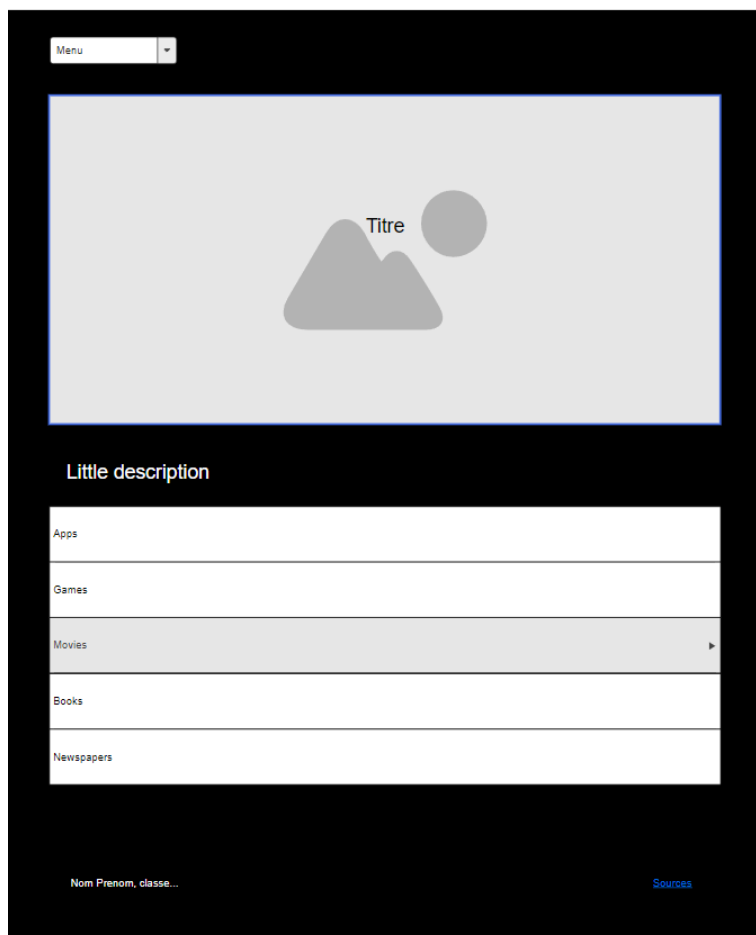 Menu
Titre
Little description
Apps
Games
Movies
Books
Newspapers
Nom Prenom, classe...
Sources